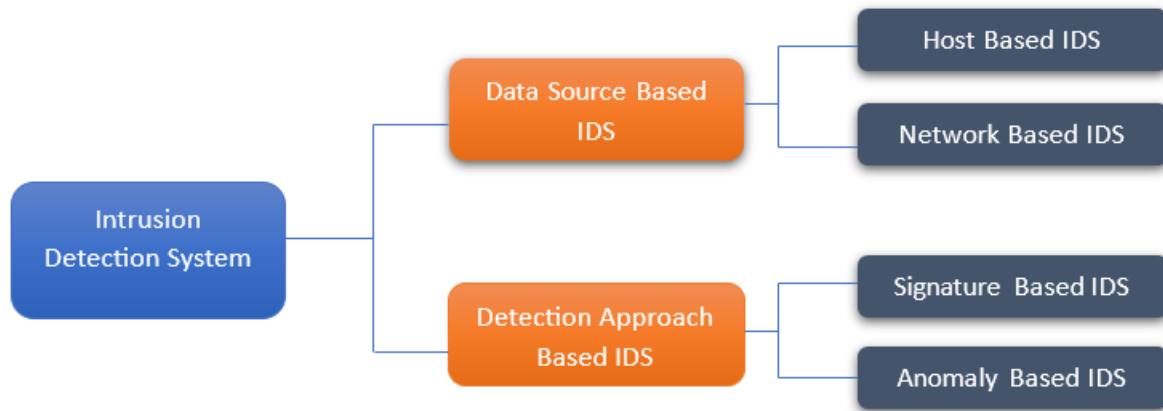 Host Based IDS
Data Source Based
IDS
Network Based IDS
Intrusion
Detection System
Signature Based IDS
Detection Approach
Based IDS
Anomaly Based IDS